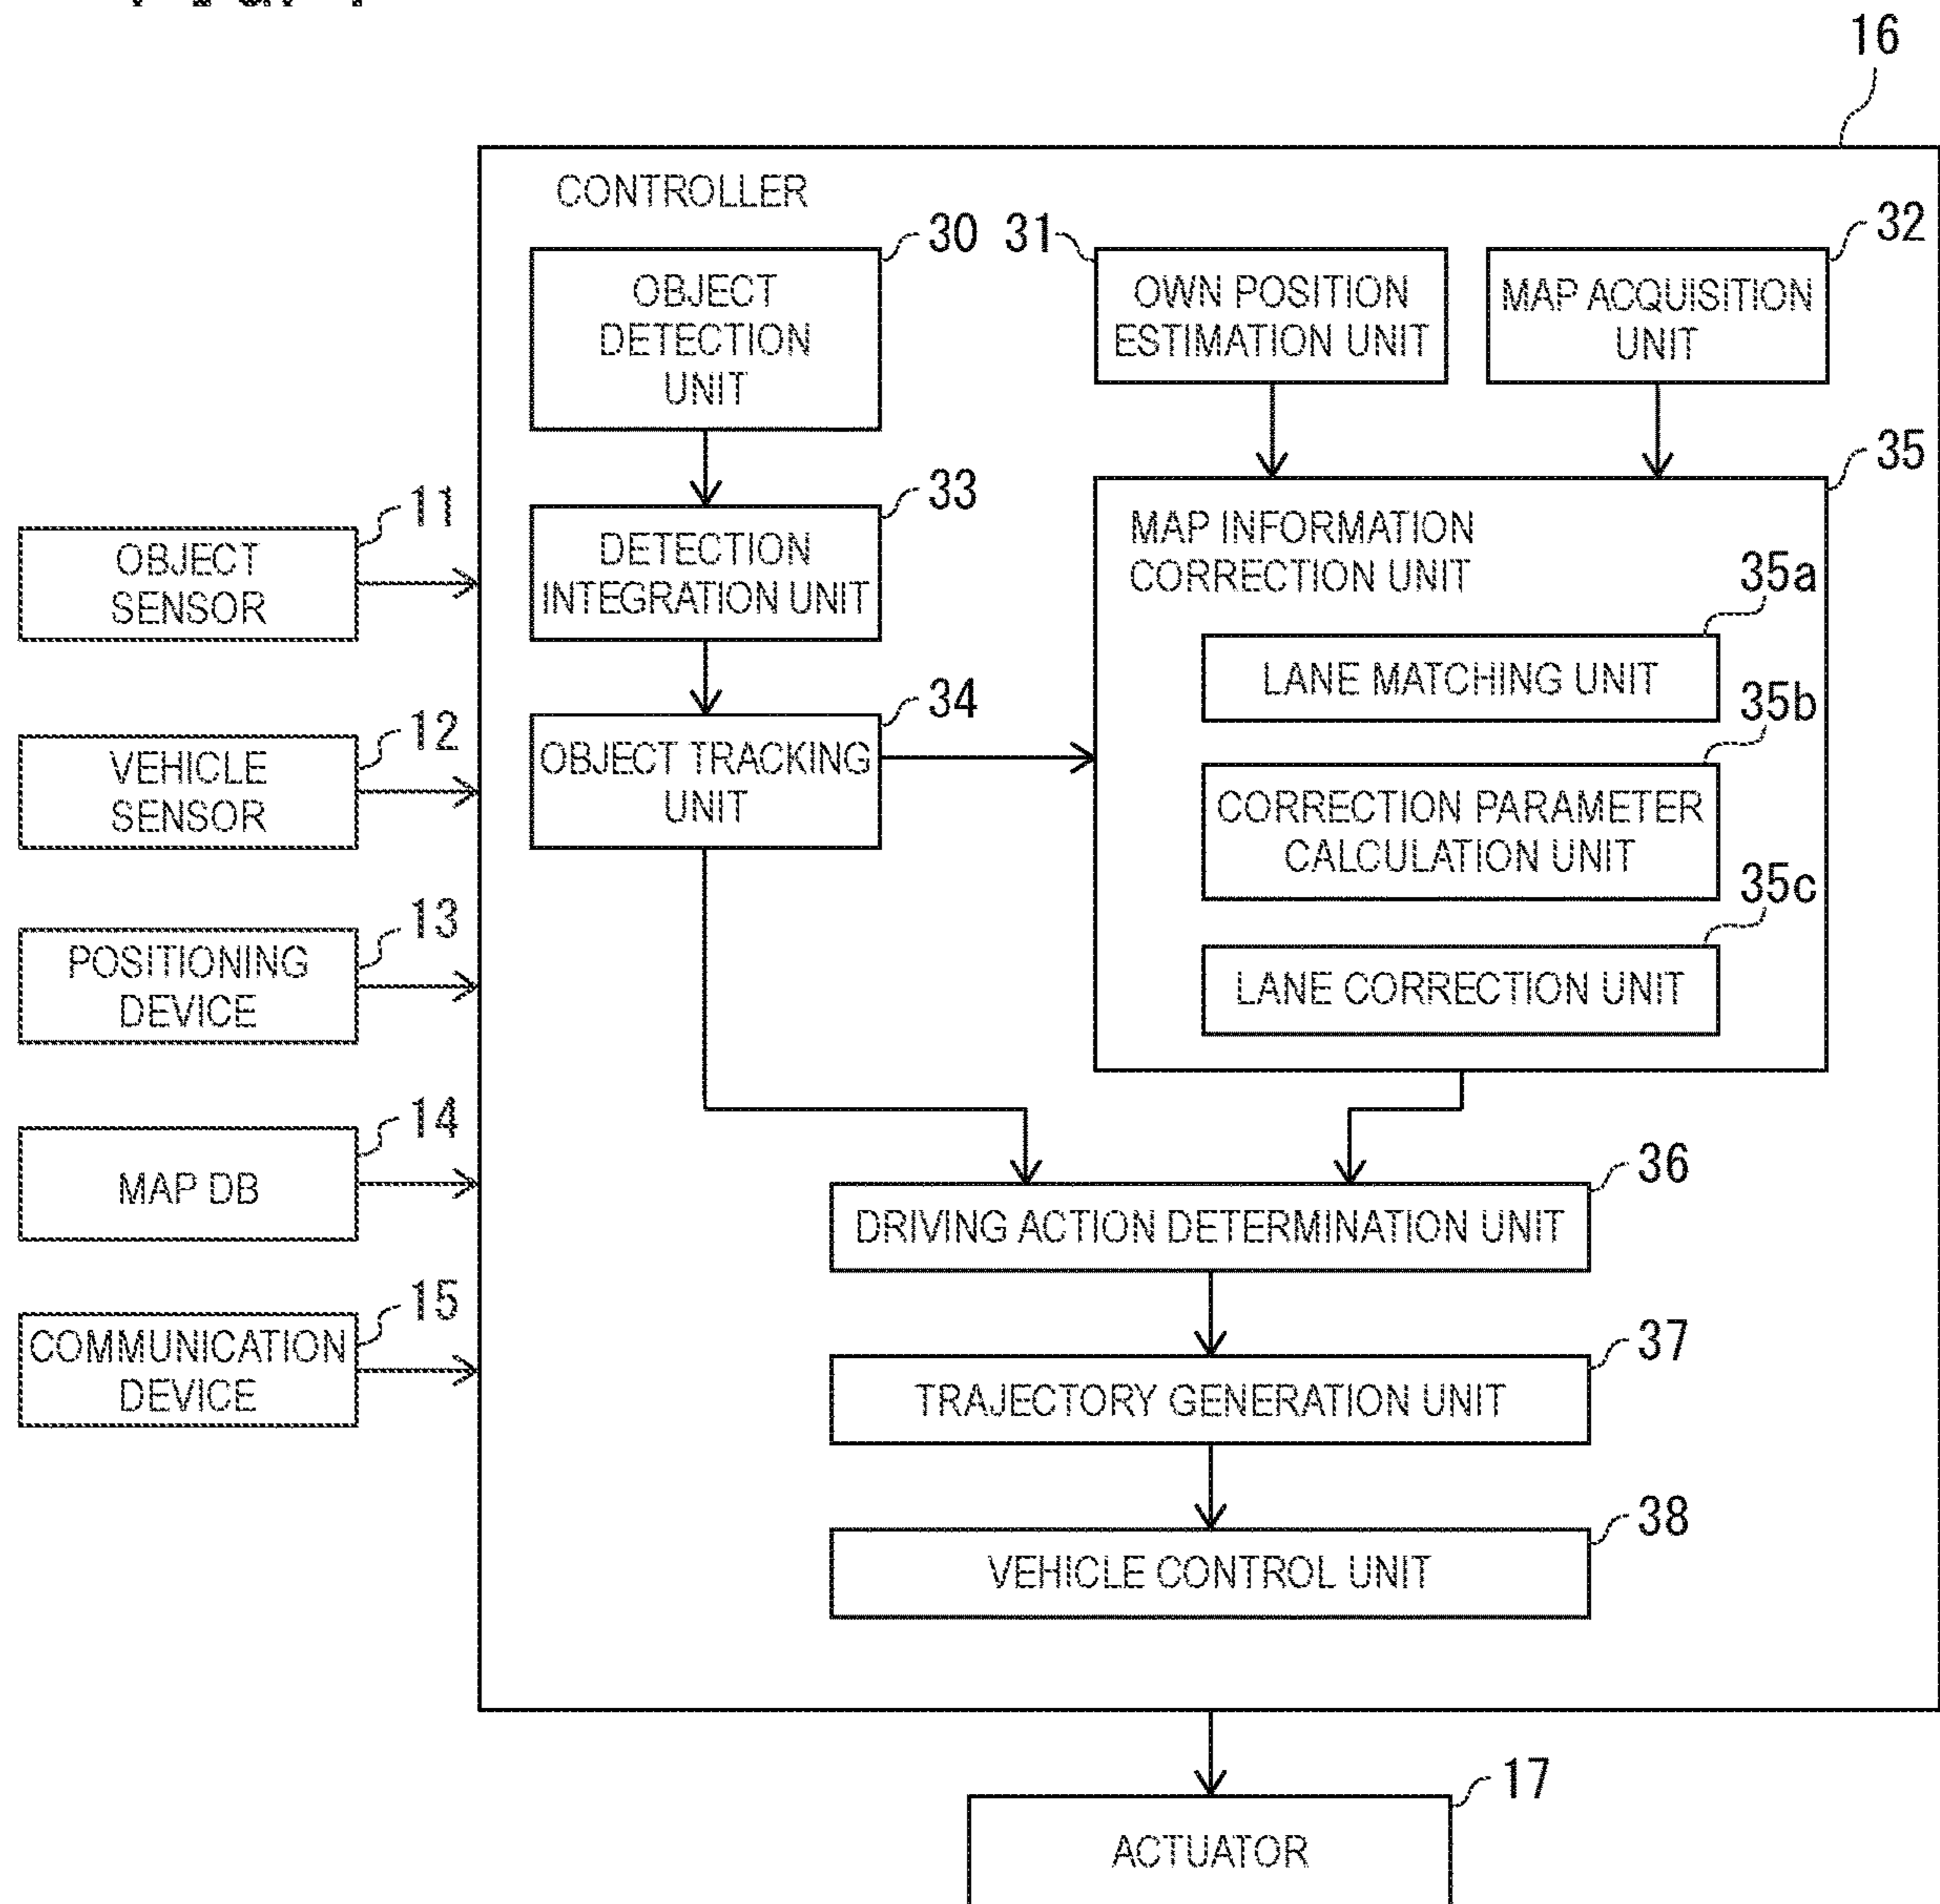 16
CONTROLLER
30
31
32
OBJECT
DETECTION
UNIT
OWN POSITION
ESTIMATION UNIT
MAP ACQUISITION
UNIT
33
35
DETECTION
INTEGRATION UNIT
MAP INFORMATION
CORRECTION UNIT
11
OBJECT
SENSOR
35a
LANE MATCHING UNIT
34
OBJECT TRACKING
UNIT
35b
CORRECTION PARAMETER
CALCULATION UNIT
12
VEHICLE
SENSOR
35c
LANE CORRECTION UNIT
13
POSITIONING
DEVICE
14
MAP DB
36
DRIVING ACTION DETERMINATION UNIT
15
COMMUNICATION
DEVICE
37
TRAJECTORY GENERATION UNIT
38
VEHICLE CONTROL UNIT
17
ACTUATOR